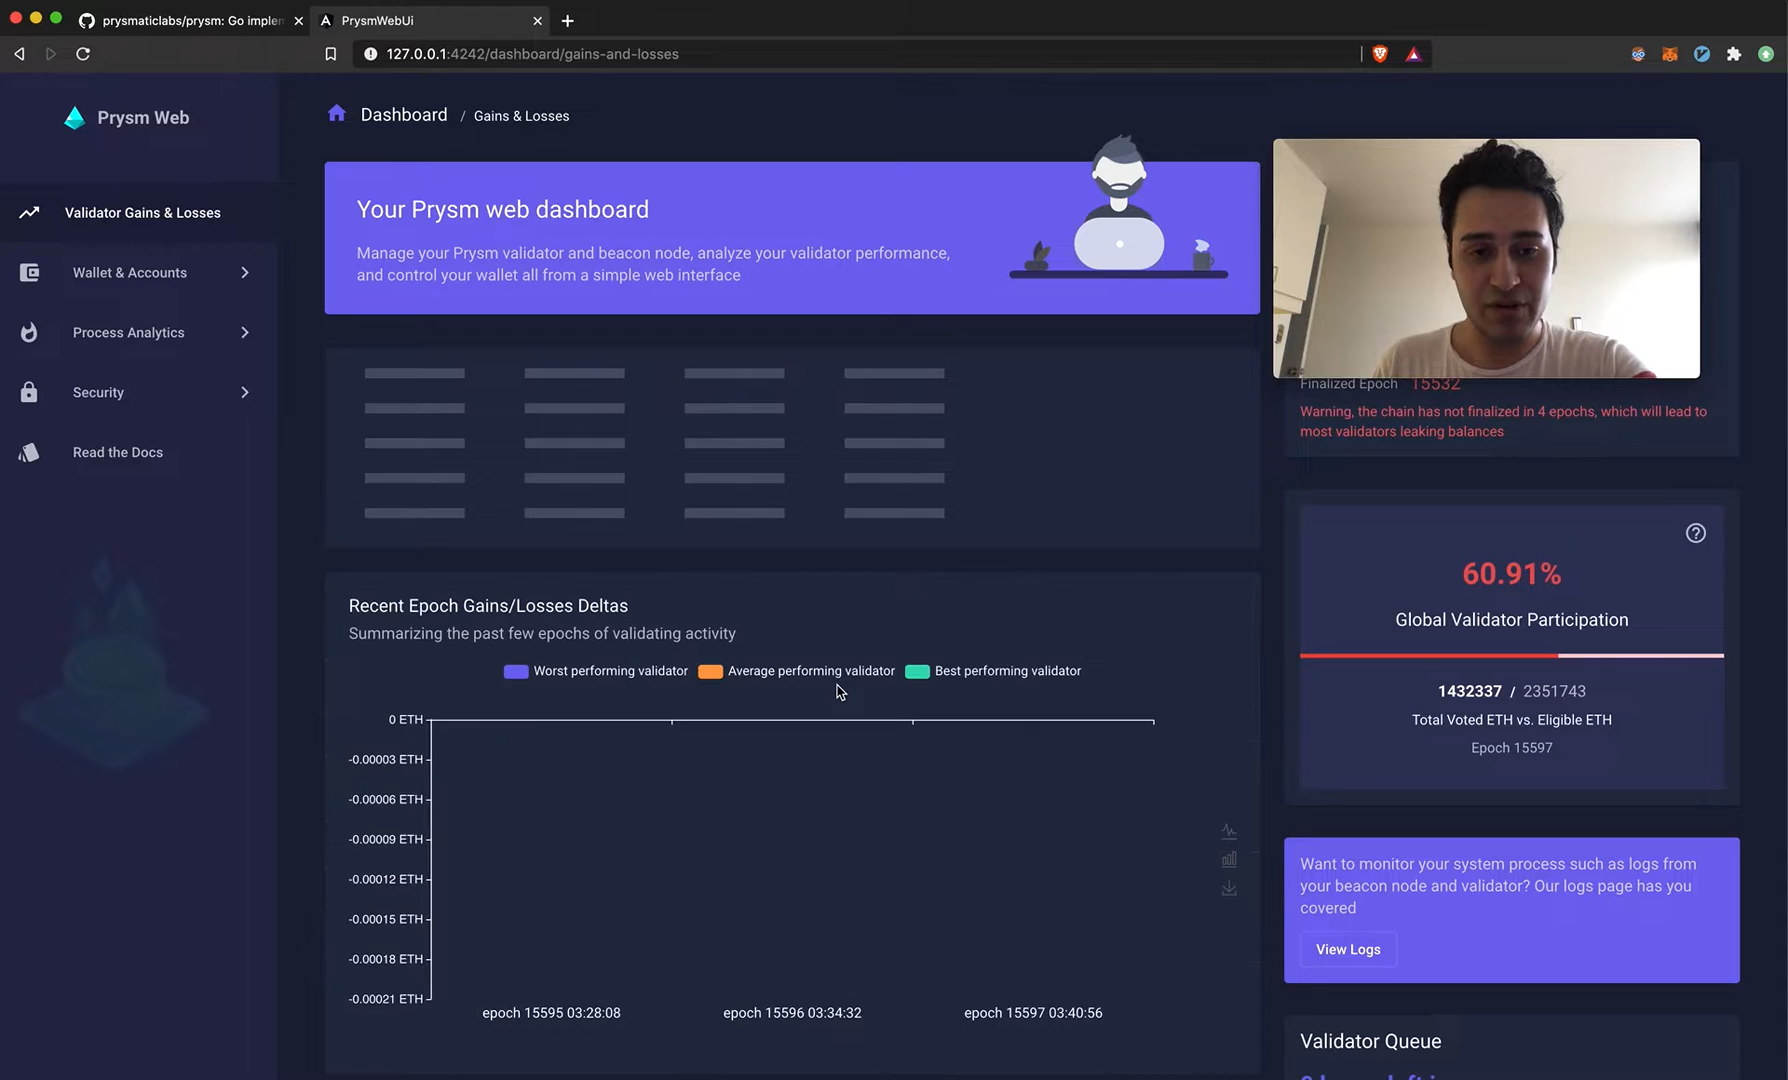 prysmaticlabs/prysm: Go implem
PrysmWebUi
127.0.0.1:4242/dashboard/gains-and-losses
Prysm Web
Validator Gains & Losses
Wallet & Accounts
Process Analytics
Security
Read the Docs
Dashboard / Gains & Losses
Your Prysm web dashboard
Manage your Prysm validator and beacon node, analyze your validator performance,
and control your wallet all from a simple web interface
Recent Epoch Gains/Losses Deltas
Summarizing the past few epochs of validating activity
Worst performing validator
Average performing validator
Best performing validator
0 ETH
-0.00003 ETH
-0.00006 ETH
-0.00009 ETH
-0.00012 ETH
-0.00015 ETH
-0.00018 ETH
-0.00021 ETH
epoch 15595 03:28:08
epoch 15596 03:34:32
epoch 15597 03:40:56
Finalized Epoch 15532
Warning, the chain has not finalized in 4 epochs, which will lead to
most validators leaking balances
60.91%
Global Validator Participation
1432337 / 2351743
Total Voted ETH vs. Eligible ETH
Epoch 15597
Want to monitor your system process such as logs from
your beacon node and validator? Our logs page has you
covered
View Logs
Validator Queue